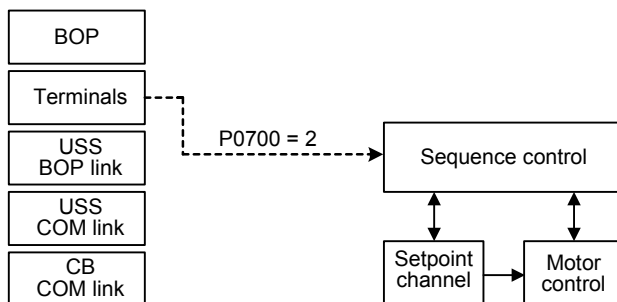 BOP
Terminals
USS
BOP link
USS
COM link
CB
COM link
P0700 = 2
Sequence control
Setpoint
channel
Motor
control